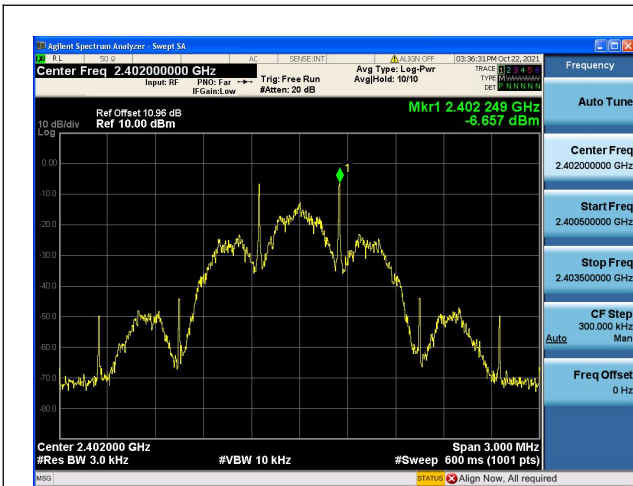 Agilent Spectrum Analyzer - Swept SA
RL 50 Ω AC SENSE:INT ALIGN OFF 03:36:31 PM Oct 22, 2021
Center Freq 2.402000000 GHz
Input: RF PNO: Far IFGain:Low
Trig: Free Run
#Atten: 20 dB
Avg Type: Log-Pwr
Avg|Hold: 10/10
TRACE 1 2 3 4 5 6
TYPE
DET P N N N N N
Mkr1 2.402 249 GHz
-6.657 dBm
Ref Offset 10.96 dB
10 dB/div Ref 10.00 dBm
Log
1
0.00
-10.0
-20.0
-30.0
-40.0
-50.0
-60.0
-70.0
-80.0
Center 2.402000 GHz Span 3.000 MHz
#Res BW 3.0 kHz #VBW 10 kHz #Sweep 600 ms (1001 pts)
MSG STATUS Align Now, All required
Frequency
Auto Tune
Center Freq
2.402000000 GHz
Start Freq
2.400500000 GHz
Stop Freq
2.403500000 GHz
CF Step
300.000 kHz
Auto Man
Freq Offset
0 Hz